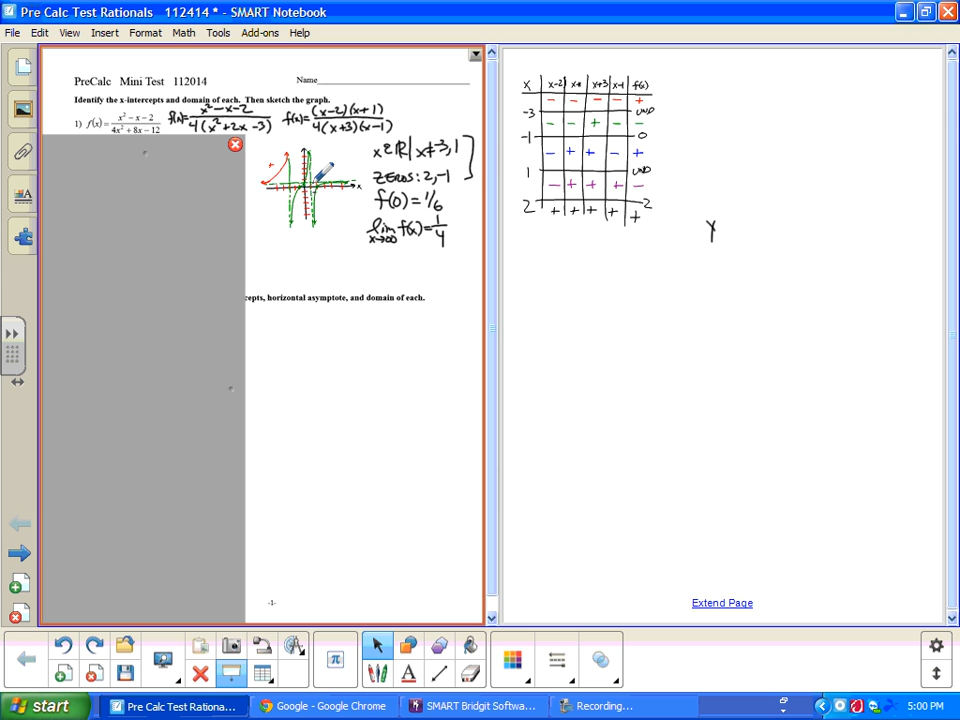 Pre Calc Test Rationals 112414 * - SMART Notebook
File Edit View Insert Format Math Tools Add-ons Help
PreCalc Mini Test 112014 Name
Identify the x-intercepts and domain of each. Then sketch the graph.
1) f(x) = (x² - x - 2)/(4x² + 8x - 12) f(x) = (x² - x - 2)/(4(x² + 2x - 3)) f(x) = ((x-2)(x+1))/(4(x+3)(x-1))
x∈ℝ | x≠-3, 1
ZEROS: 2, -1
f(0) = 1/6
lim x→∞ f(x) = 1/4
x
cepts, horizontal asymptote, and domain of each.
-1-
X x-2 x+3 x-1 f(x)
- - - - +
-3 UND
- - + - -
-1 0
- + + - +
1 UND
- + + + -
2 2
+ + + + +
Extend Page
start Pre Calc Test Rationa... Google - Google Chrome SMART Bridgit Softwa... Recording... 5:00 PM